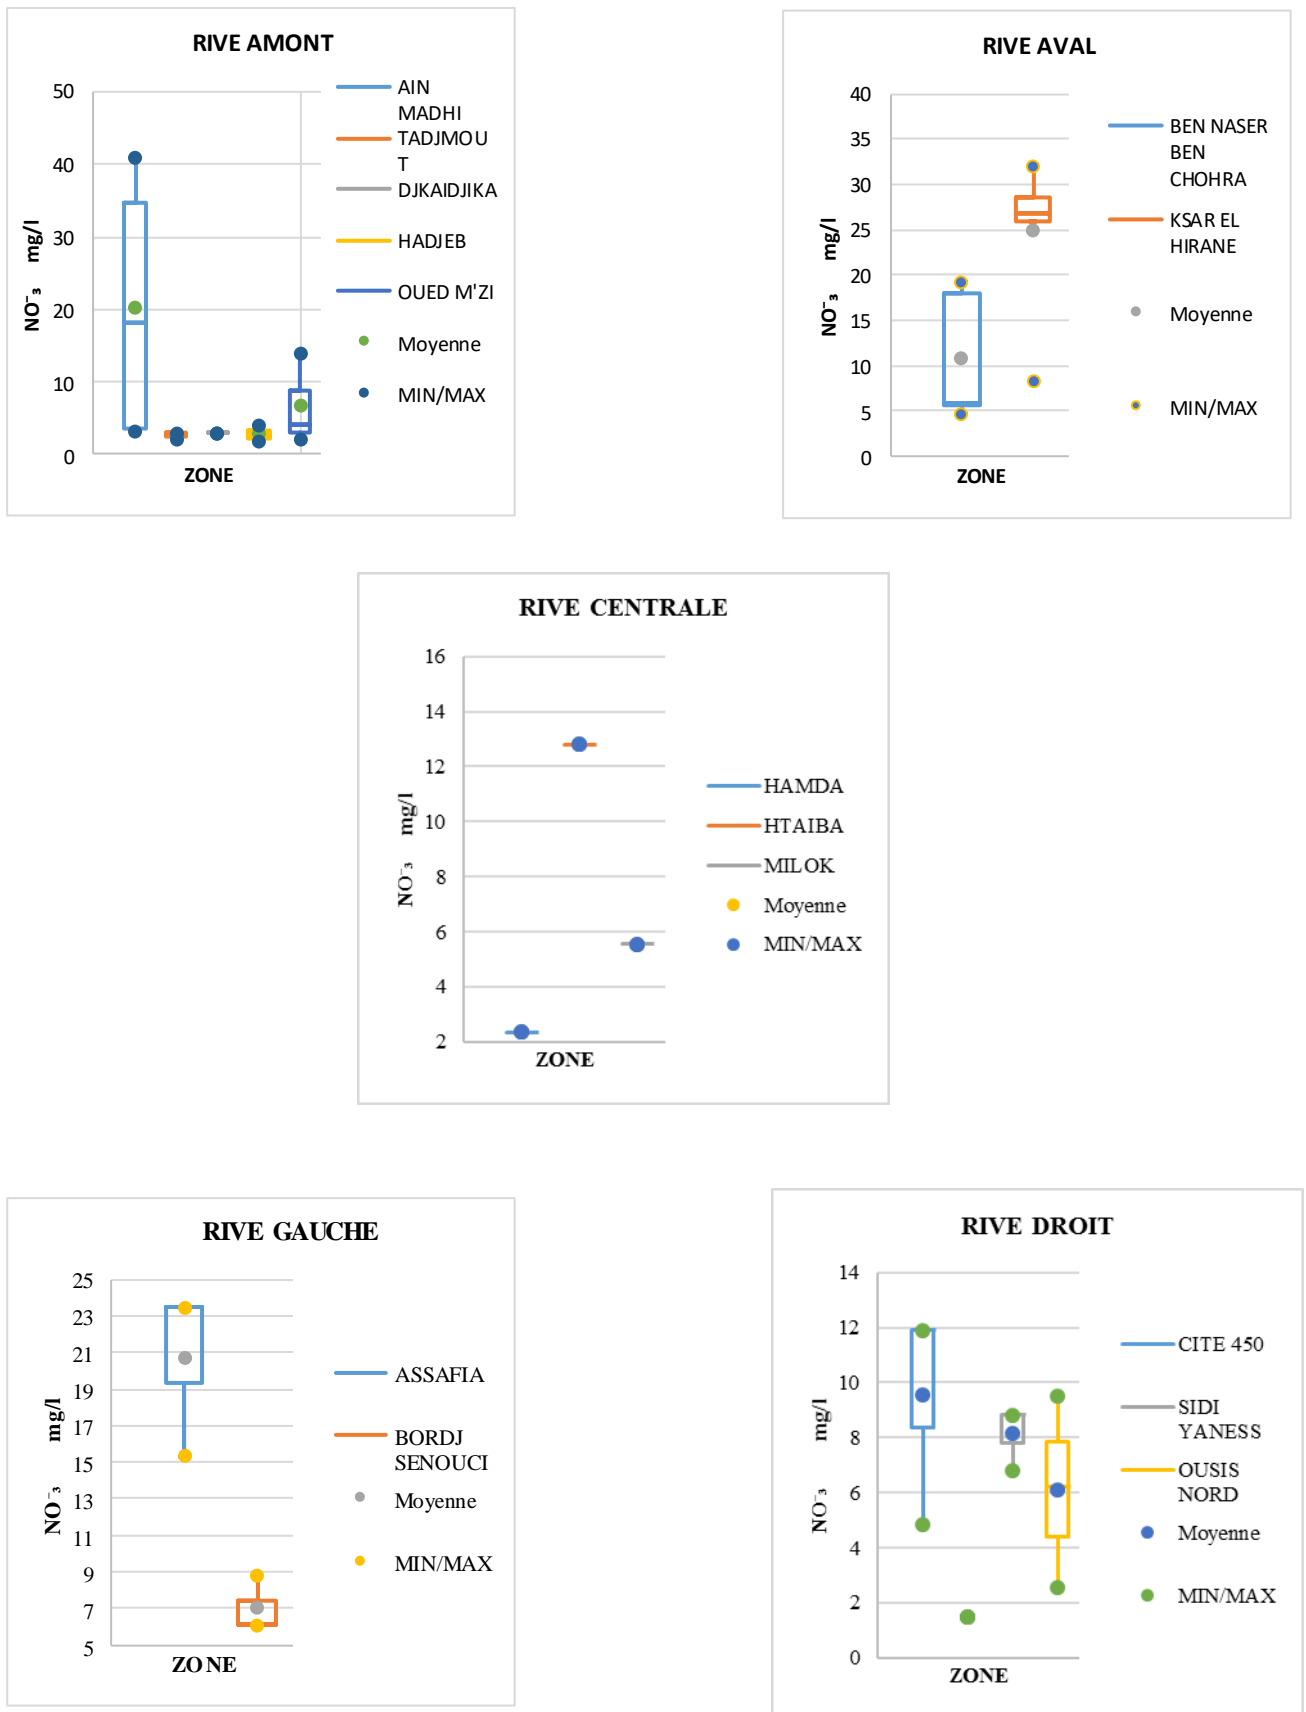 RIVE AMONT
NO⁻₃ mg/l
50
40
30
20
10
0
ZONE
AIN
MADHI
TADJMOU
T
DJKAIDJIKA
HADJEB
OUED M'ZI
Moyenne
MIN/MAX
RIVE AVAL
NO⁻₃ mg/l
40
35
30
25
20
15
10
5
0
ZONE
BEN NASER
BEN
CHOHRA
KSAR EL
HIRANE
Moyenne
MIN/MAX
RIVE CENTRALE
NO⁻₃ mg/l
16
14
12
10
8
6
4
2
ZONE
HAMDA
HTAIBA
MILOK
Moyenne
MIN/MAX
RIVE GAUCHE
NO⁻₃ mg/l
25
23
21
19
17
15
13
11
9
7
5
ZONE
ASSAFIA
BORDJ
SENOUCI
Moyenne
MIN/MAX
RIVE DROIT
NO⁻₃ mg/l
14
12
10
8
6
4
2
0
ZONE
CITE 450
SIDI
YANESS
OUSIS
NORD
Moyenne
MIN/MAX